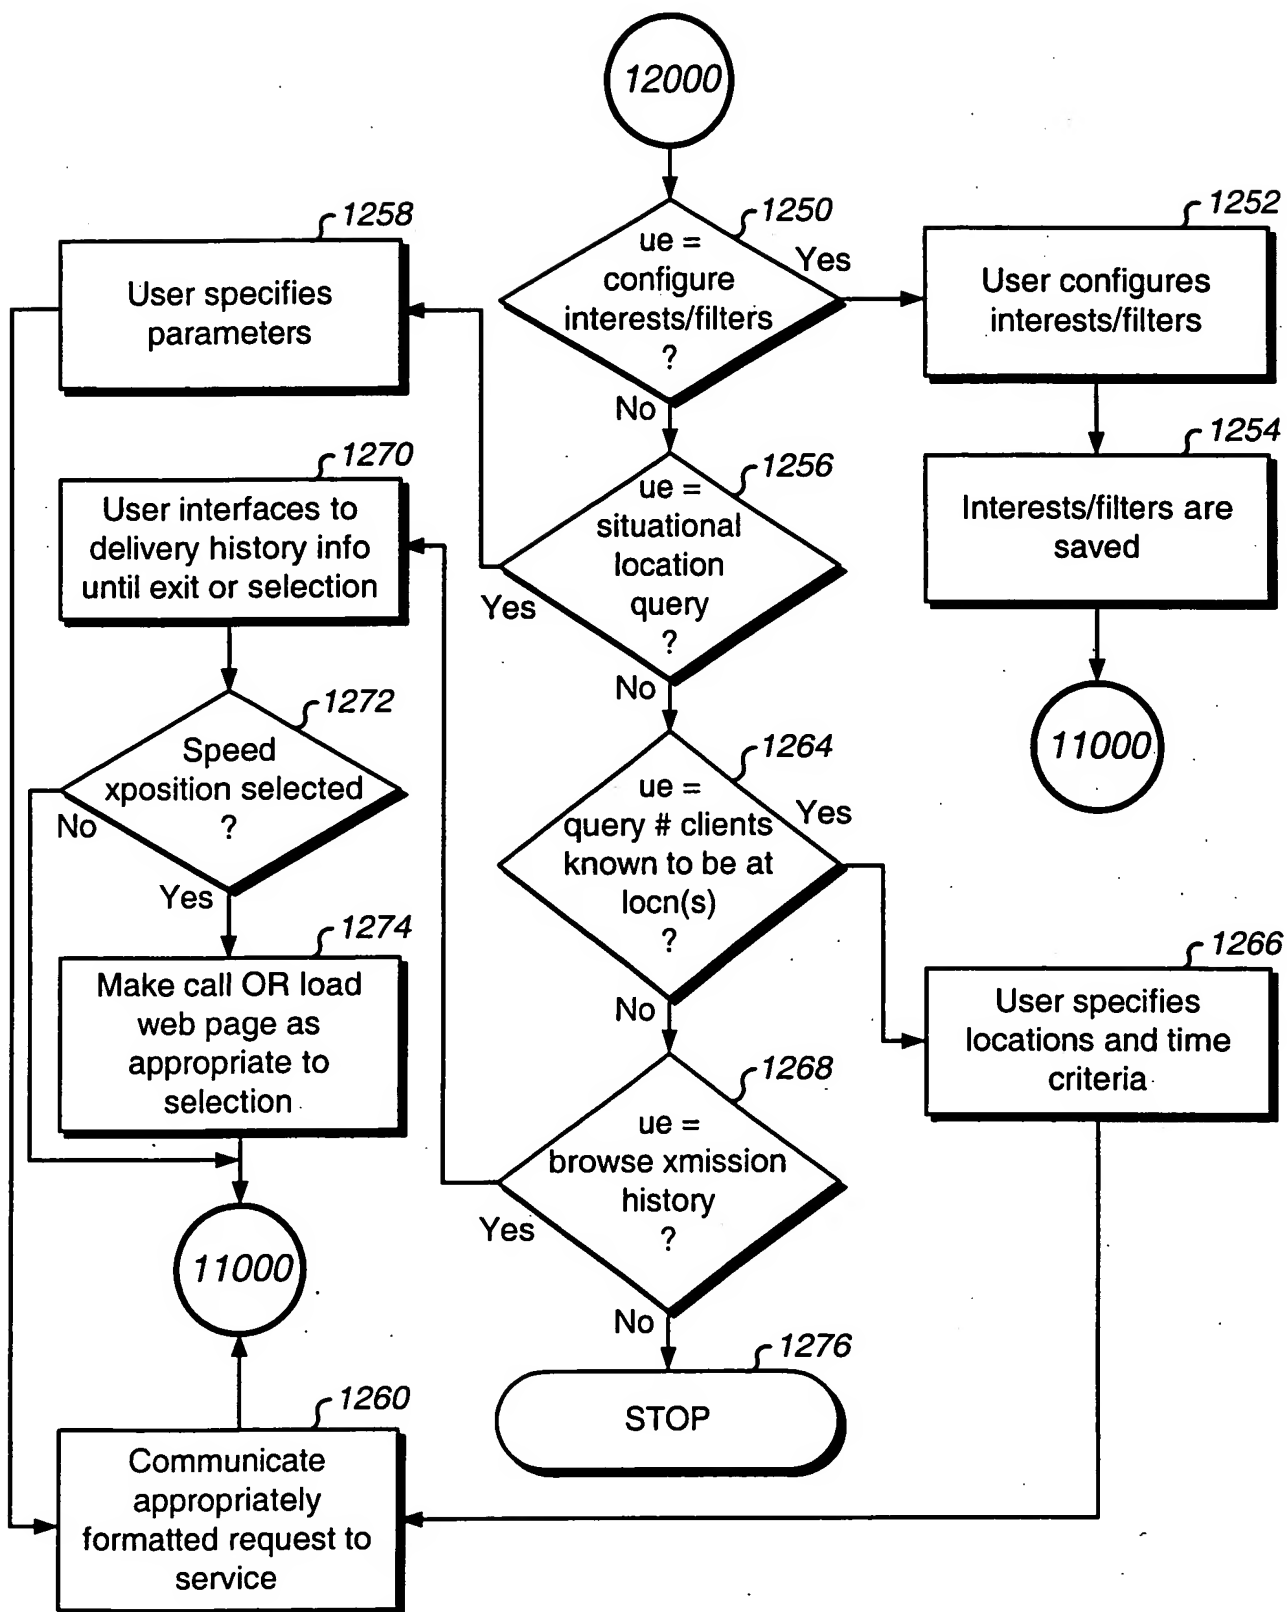 12000
1250
ue =
configure
interests/filters
?
Yes
No
1252
User configures
interests/filters
1254
Interests/filters are
saved
11000
1258
User specifies
parameters
1256
ue =
situational
location
query
?
Yes
No
1270
User interfaces to
delivery history info
until exit or selection
1272
Speed
xposition selected
?
No
Yes
1274
Make call OR load
web page as
appropriate to
selection
11000
1264
ue =
query # clients
known to be at
locn(s)
?
Yes
No
1266
User specifies
locations and time
criteria
1268
ue =
browse xmission
history
?
Yes
No
1276
STOP
1260
Communicate
appropriately
formatted request to
service